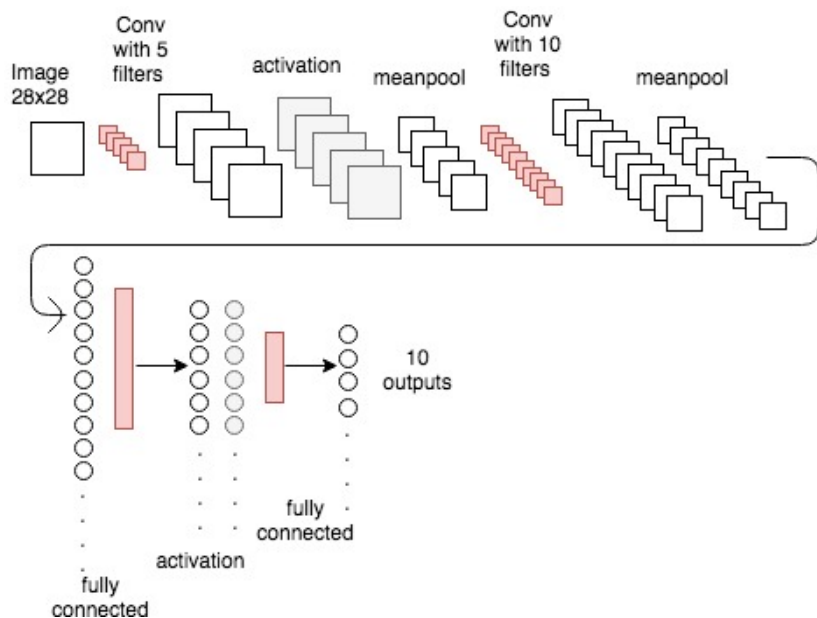 Image
28x28
Conv
with 5
filters
activation
meanpool
Conv
with 10
filters
meanpool
10
outputs
fully
connected
activation
fully
connected